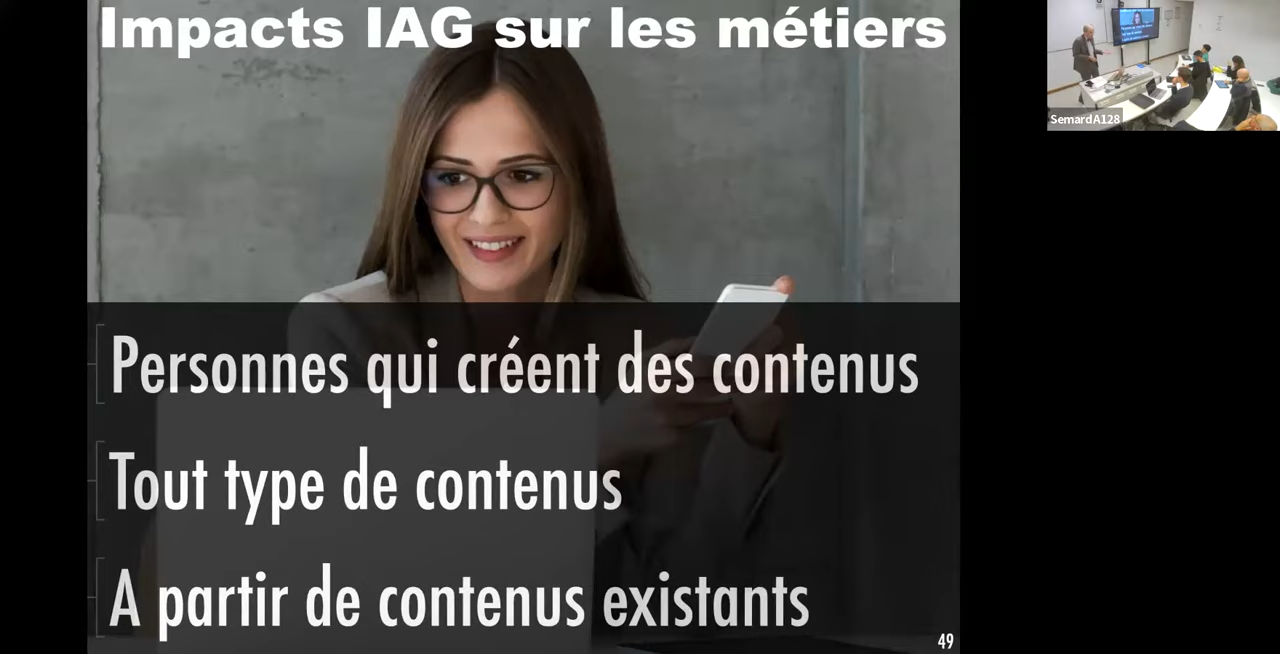 Impacts IAG sur les métiers
SemardA128
Personnes qui créent des contenus
Tout type de contenus
A partir de contenus existants
49